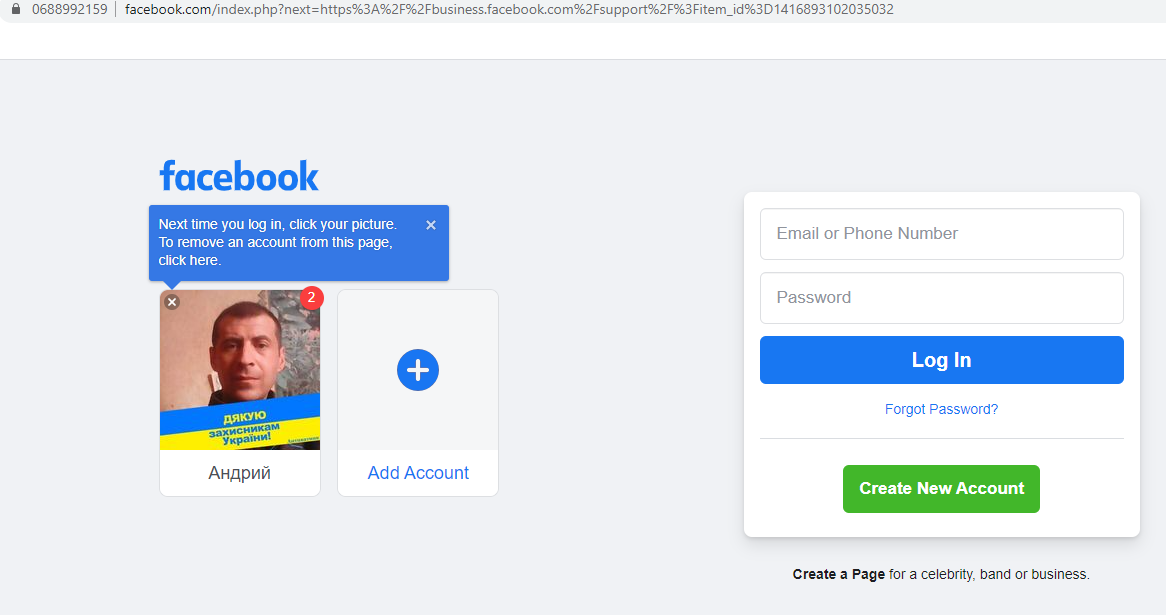 0688992159 | facebook.com/index.php?next=https%3A%2F%2Fbusiness.facebook.com%2Fsupport%2F%3Fitem_id%3D1416893102035032
facebook
Next time you log in, click your picture.
To remove an account from this page,
click here.
2
ДЯКУЮ
захисникам
України!
Андрий
Add Account
Email or Phone Number
Password
Log In
Forgot Password?
Create New Account
Create a Page for a celebrity, band or business.